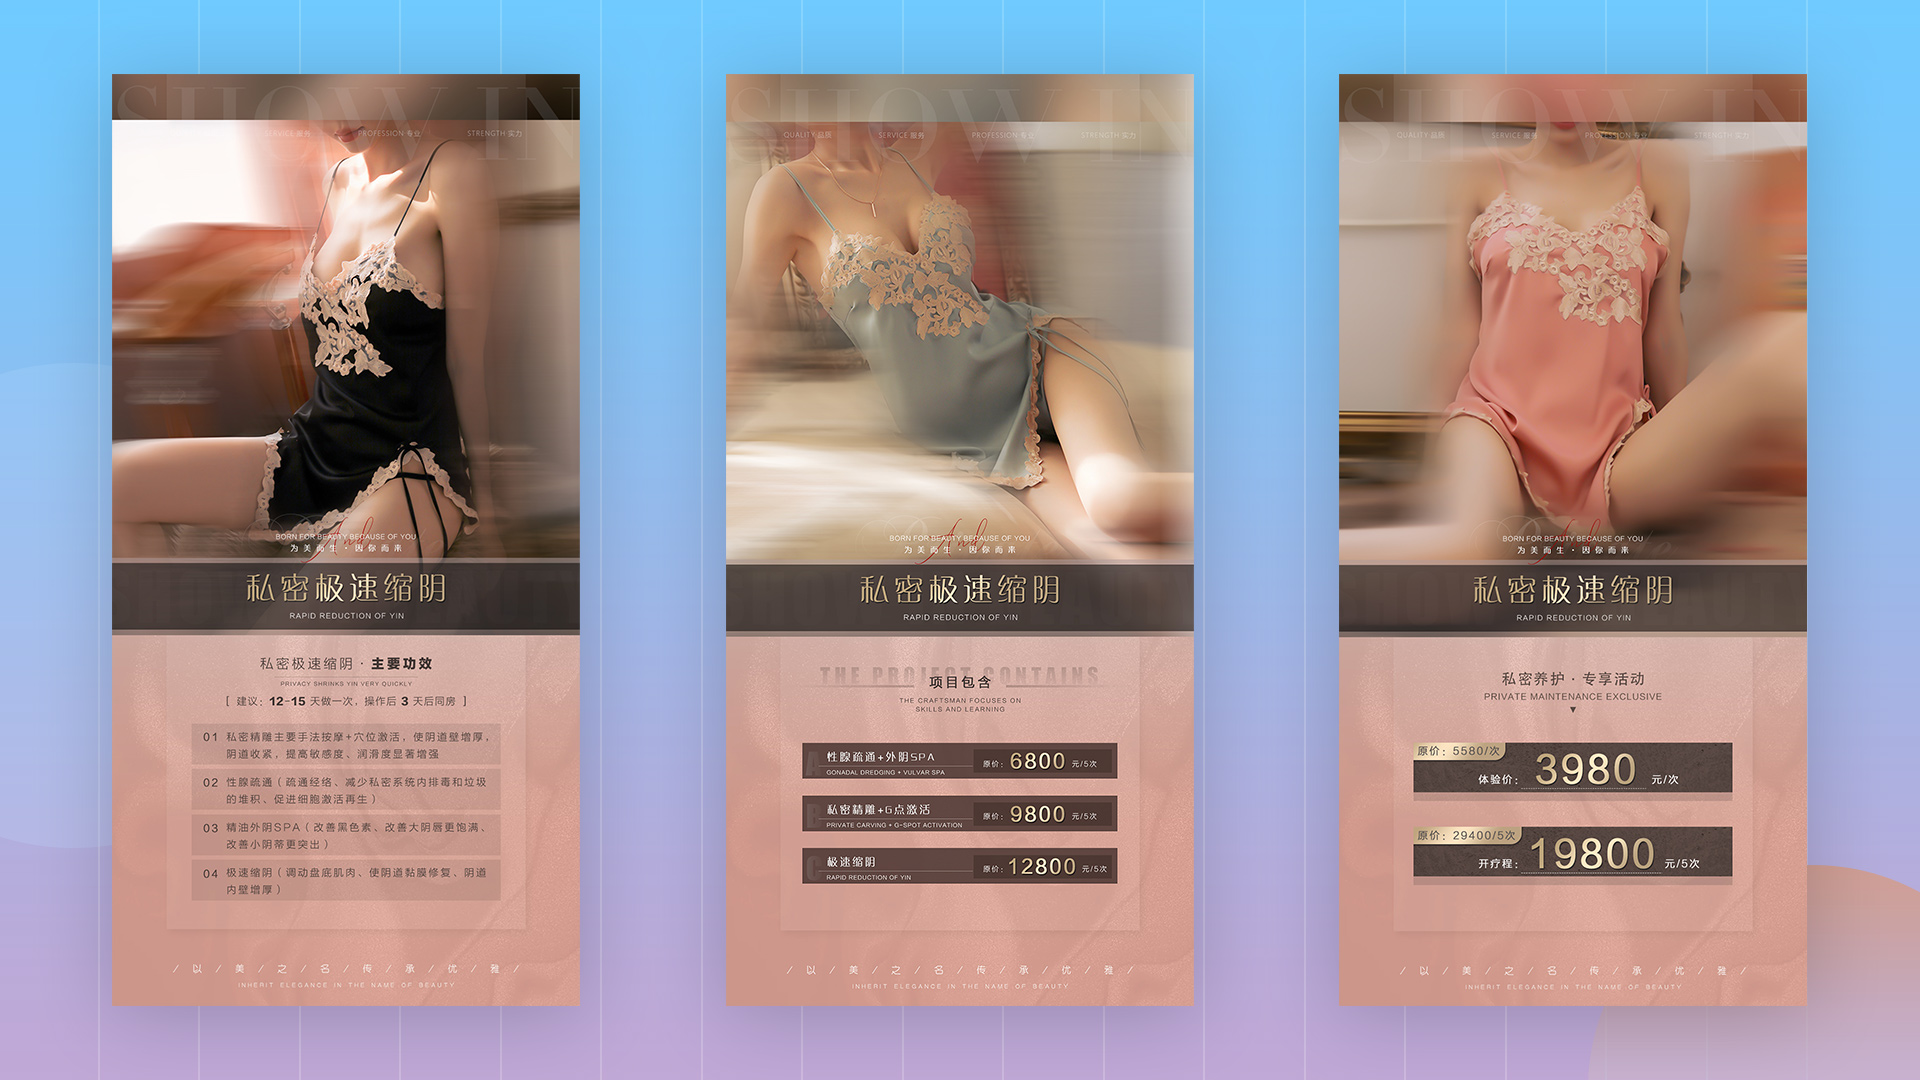 SHOW IN
SERVICE 服务
PROFESSION 专业
STRENGTH 实力
BORN FOR BEAUTY BECAUSE OF YOU
为美而生·因你而来
私密极速缩阴
RAPID REDUCTION OF YIN
私密极速缩阴·主要功效
PRIVACY SHRINKS YIN VERY QUICKLY
[ 建议: 12-15 天做一次, 操作后 3 天后同房 ]
01 私密精雕主要手法按摩+穴位激活, 使阴道壁增厚,
阴道收紧, 提高敏感度、润滑度显著增强
02 性腺疏通 ( 疏通经络、减少私密系统内排毒和垃圾
的堆积、促进细胞激活再生 )
03 精油外阴SPA ( 改善黑色素、改善大阴唇更饱满、
改善小阴蒂更突出 )
04 极速缩阴 ( 调动盘底肌肉、使阴道黏膜修复、阴道
内壁增厚 )
/ 以 / 美 / 之 / 名 / 传 / 承 / 优 / 雅 /
INHERIT ELEGANCE IN THE NAME OF BEAUTY
SHOW IN
QUALITY 品质
SERVICE 服务
PROFESSION 专业
STRENGTH 实力
BORN FOR BEAUTY BECAUSE OF YOU
为美而生·因你而来
私密极速缩阴
RAPID REDUCTION OF YIN
THE PROJECT CONTAINS
项目包含
THE CRAFTSMAN FOCUSES ON
SKILLS AND LEARNING
性腺疏通+外阴SPA
GONADAL DREDGING + VULVAR SPA
原价: 6800 元/5次
私密精雕+G点激活
PRIVATE CARVING + G-SPOT ACTIVATION
原价: 9800 元/5次
极速缩阴
RAPID REDUCTION OF YIN
原价: 12800 元/5次
/ 以 / 美 / 之 / 名 / 传 / 承 / 优 / 雅 /
INHERIT ELEGANCE IN THE NAME OF BEAUTY
SHOW IN
QUALITY 品质
SERVICE 服务
PROFESSION 专业
STRENGTH 实力
BORN FOR BEAUTY BECAUSE OF YOU
为美而生·因你而来
私密极速缩阴
RAPID REDUCTION OF YIN
私密养护·专享活动
PRIVATE MAINTENANCE EXCLUSIVE
原价: 5580/次
体验价: 3980 元/次
原价: 29400/5次
开疗程: 19800 元/5次
/ 以 / 美 / 之 / 名 / 传 / 承 / 优 / 雅 /
INHERIT ELEGANCE IN THE NAME OF BEAUTY